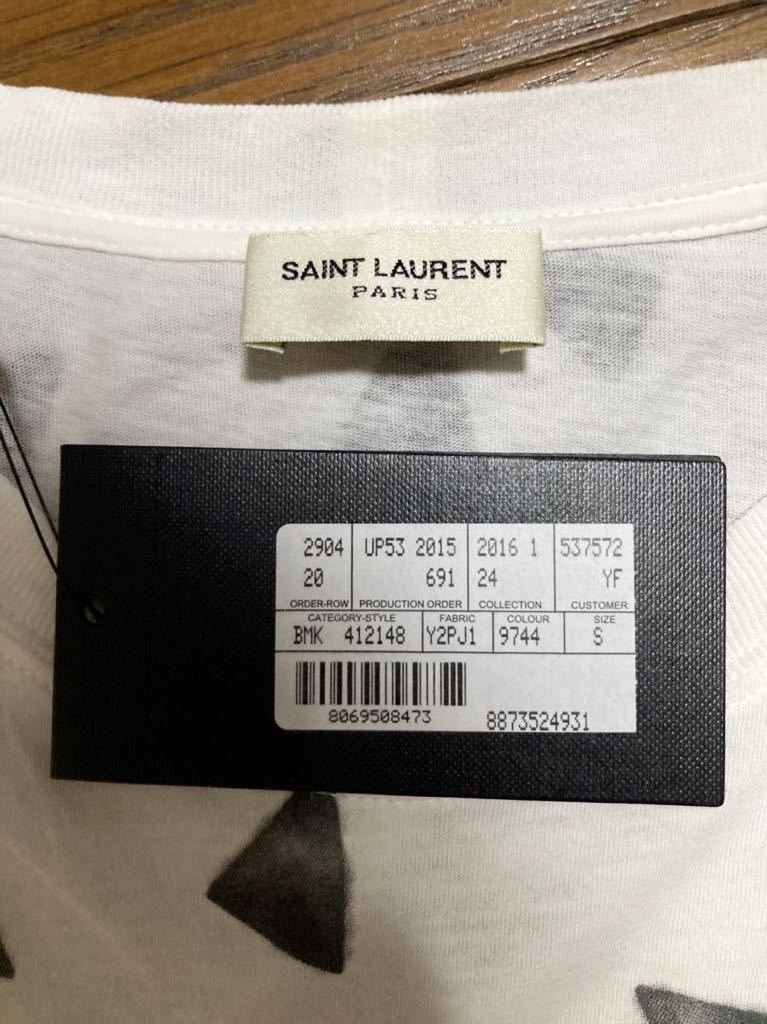 SAINT LAURENT
PARIS
2904 UP53 2015 2016 1 537572
20 691 24 YF
ORDER-ROW PRODUCTION ORDER COLLECTION CUSTOMER
CATEGORY-STYLE FABRIC COLOUR SIZE
BMK 412148 Y2PJ1 9744 S
8069508473 8873524931